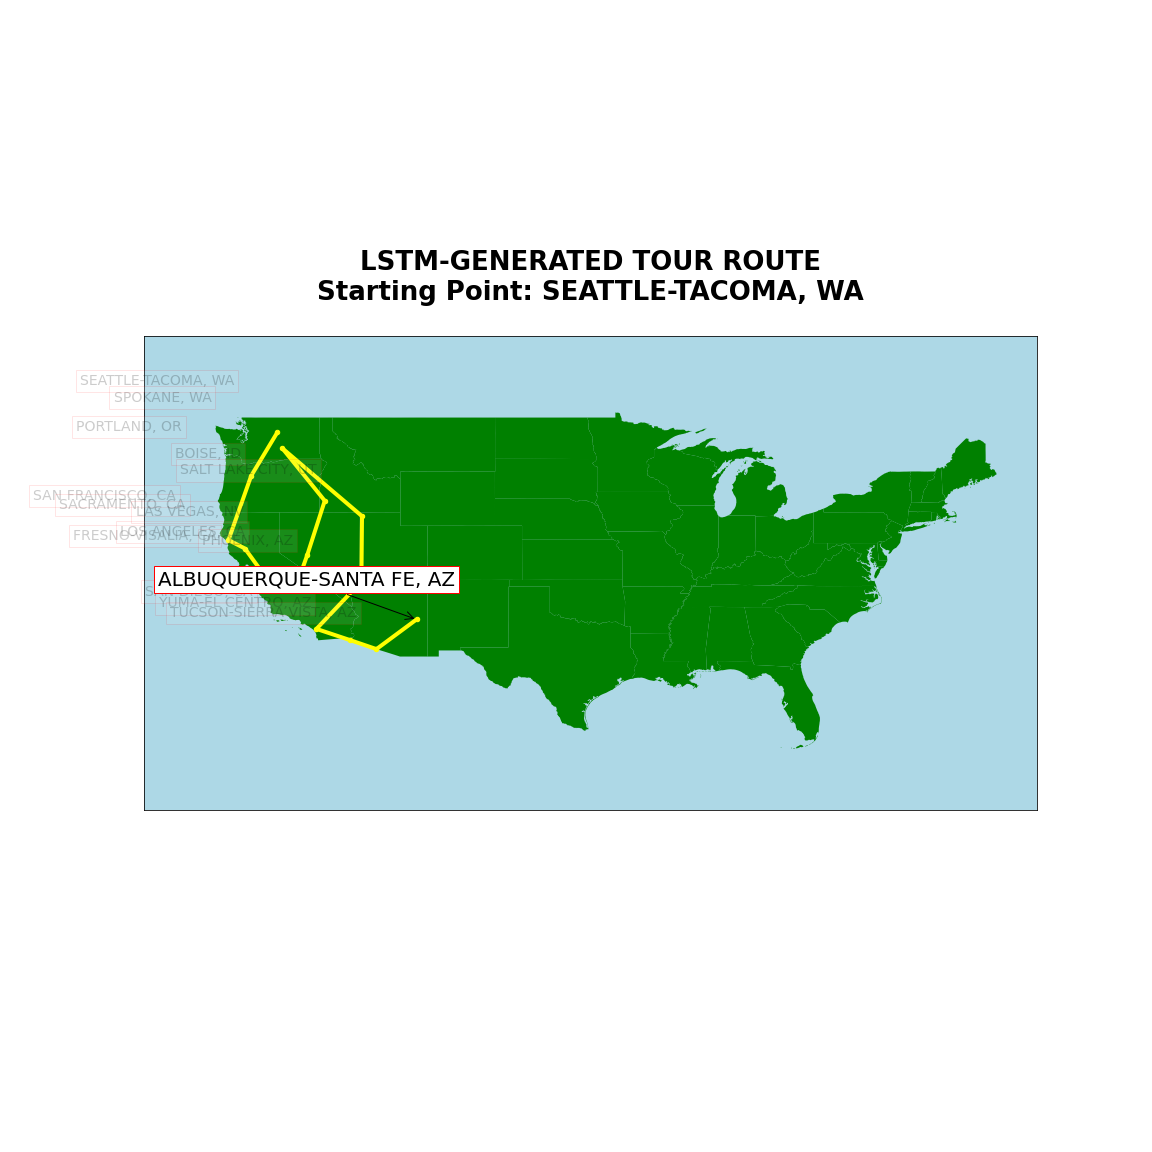 LSTM-GENERATED TOUR ROUTE
Starting Point: SEATTLE-TACOMA, WA
SEATTLE-TACOMA, WA
SPOKANE, WA
PORTLAND, OR
BOISE, ID
SALT LAKE CITY, NT
SAN FRANCISCO, CA
SACRAMENTO, CA
LAS VEGAS, NV
LOS ANGELES, CA
FRESNO-VISALIA, CA
PHOENIX, AZ
ALBUQUERQUE-SANTA FE, AZ
YUMA-EL CENTRO, AZ
TUCSON-SIERRA VISTA, AZ